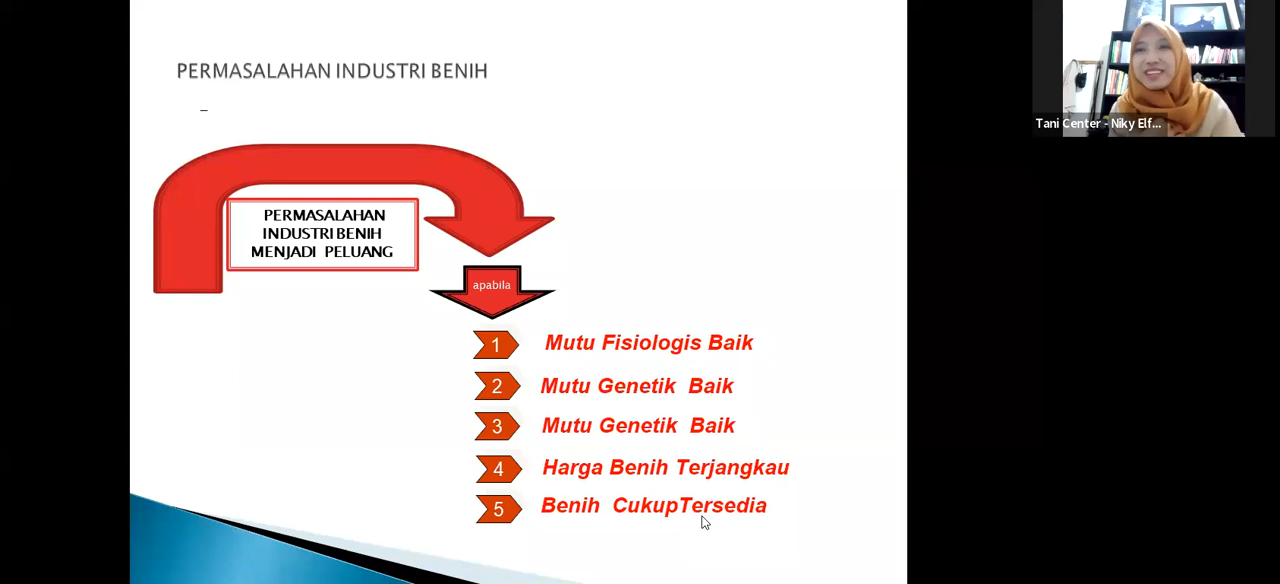 PERMASALAHAN INDUSTRI BENIH
–
PERMASALAHAN
INDUSTRI BENIH
MENJADI PELUANG
apabila
1 Mutu Fisiologis Baik
2 Mutu Genetik Baik
3 Mutu Genetik Baik
4 Harga Benih Terjangkau
5 Benih CukupTersedia
Tani Center - Niky Elf...